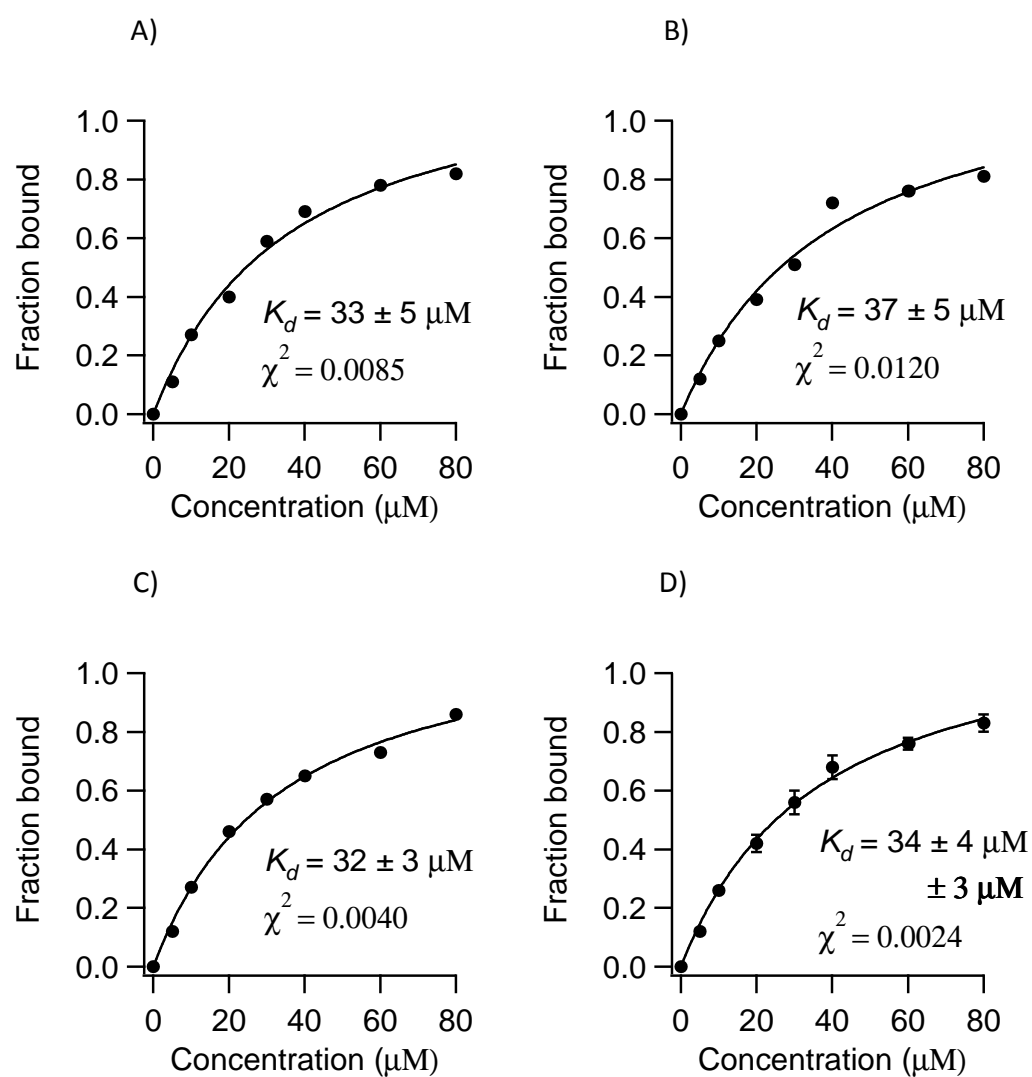 A)
1.0
0.8
0.6
0.4
0.2
0.0
Fraction bound
K_d = 33 ± 5 μM
χ² = 0.0085
0 20 40 60 80
Concentration (μM)
B)
1.0
0.8
0.6
0.4
0.2
0.0
Fraction bound
K_d = 37 ± 5 μM
χ² = 0.0120
0 20 40 60 80
Concentration (μM)
C)
1.0
0.8
0.6
0.4
0.2
0.0
Fraction bound
K_d = 32 ± 3 μM
χ² = 0.0040
0 20 40 60 80
Concentration (μM)
D)
1.0
0.8
0.6
0.4
0.2
0.0
Fraction bound
K_d = 34 ± 4 μM
± 3 μM
χ² = 0.0024
0 20 40 60 80
Concentration (μM)